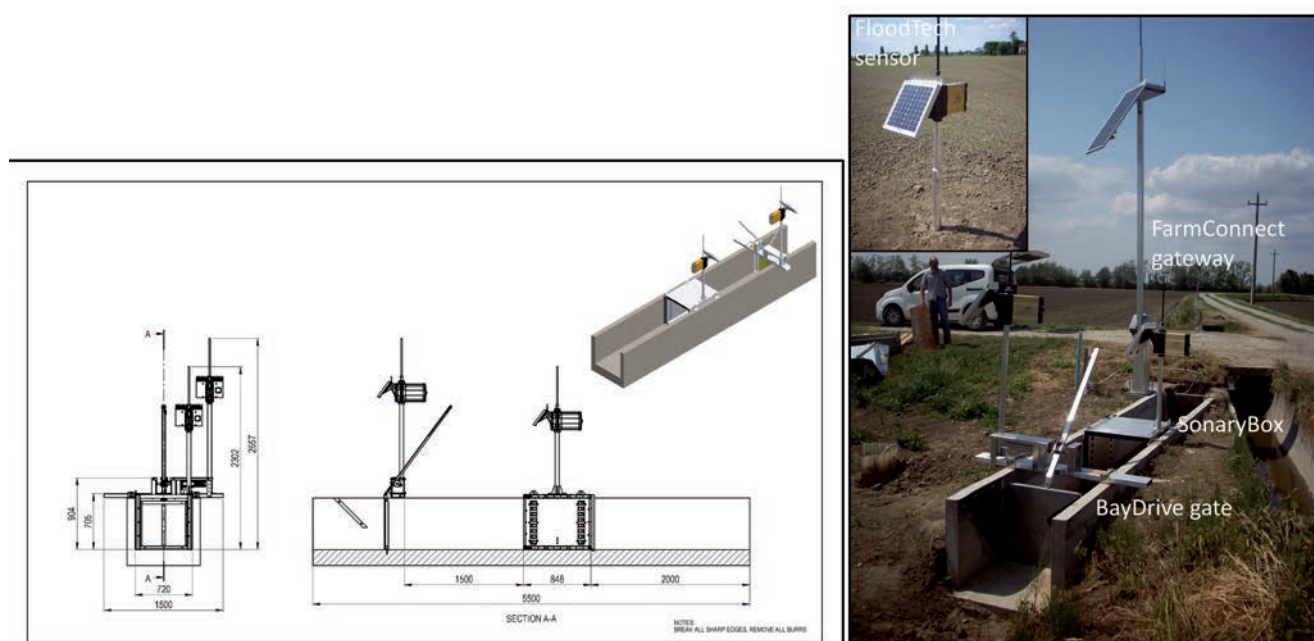 A
A
904
705
2302
2657
720
1500
1500
848
2000
5500
SECTION A-A
NOTES:
BREAK ALL SHARP EDGES, REMOVE ALL BURRS
FloodTech
sensor
FarmConnect
gateway
SonaryBox
BayDrive gate